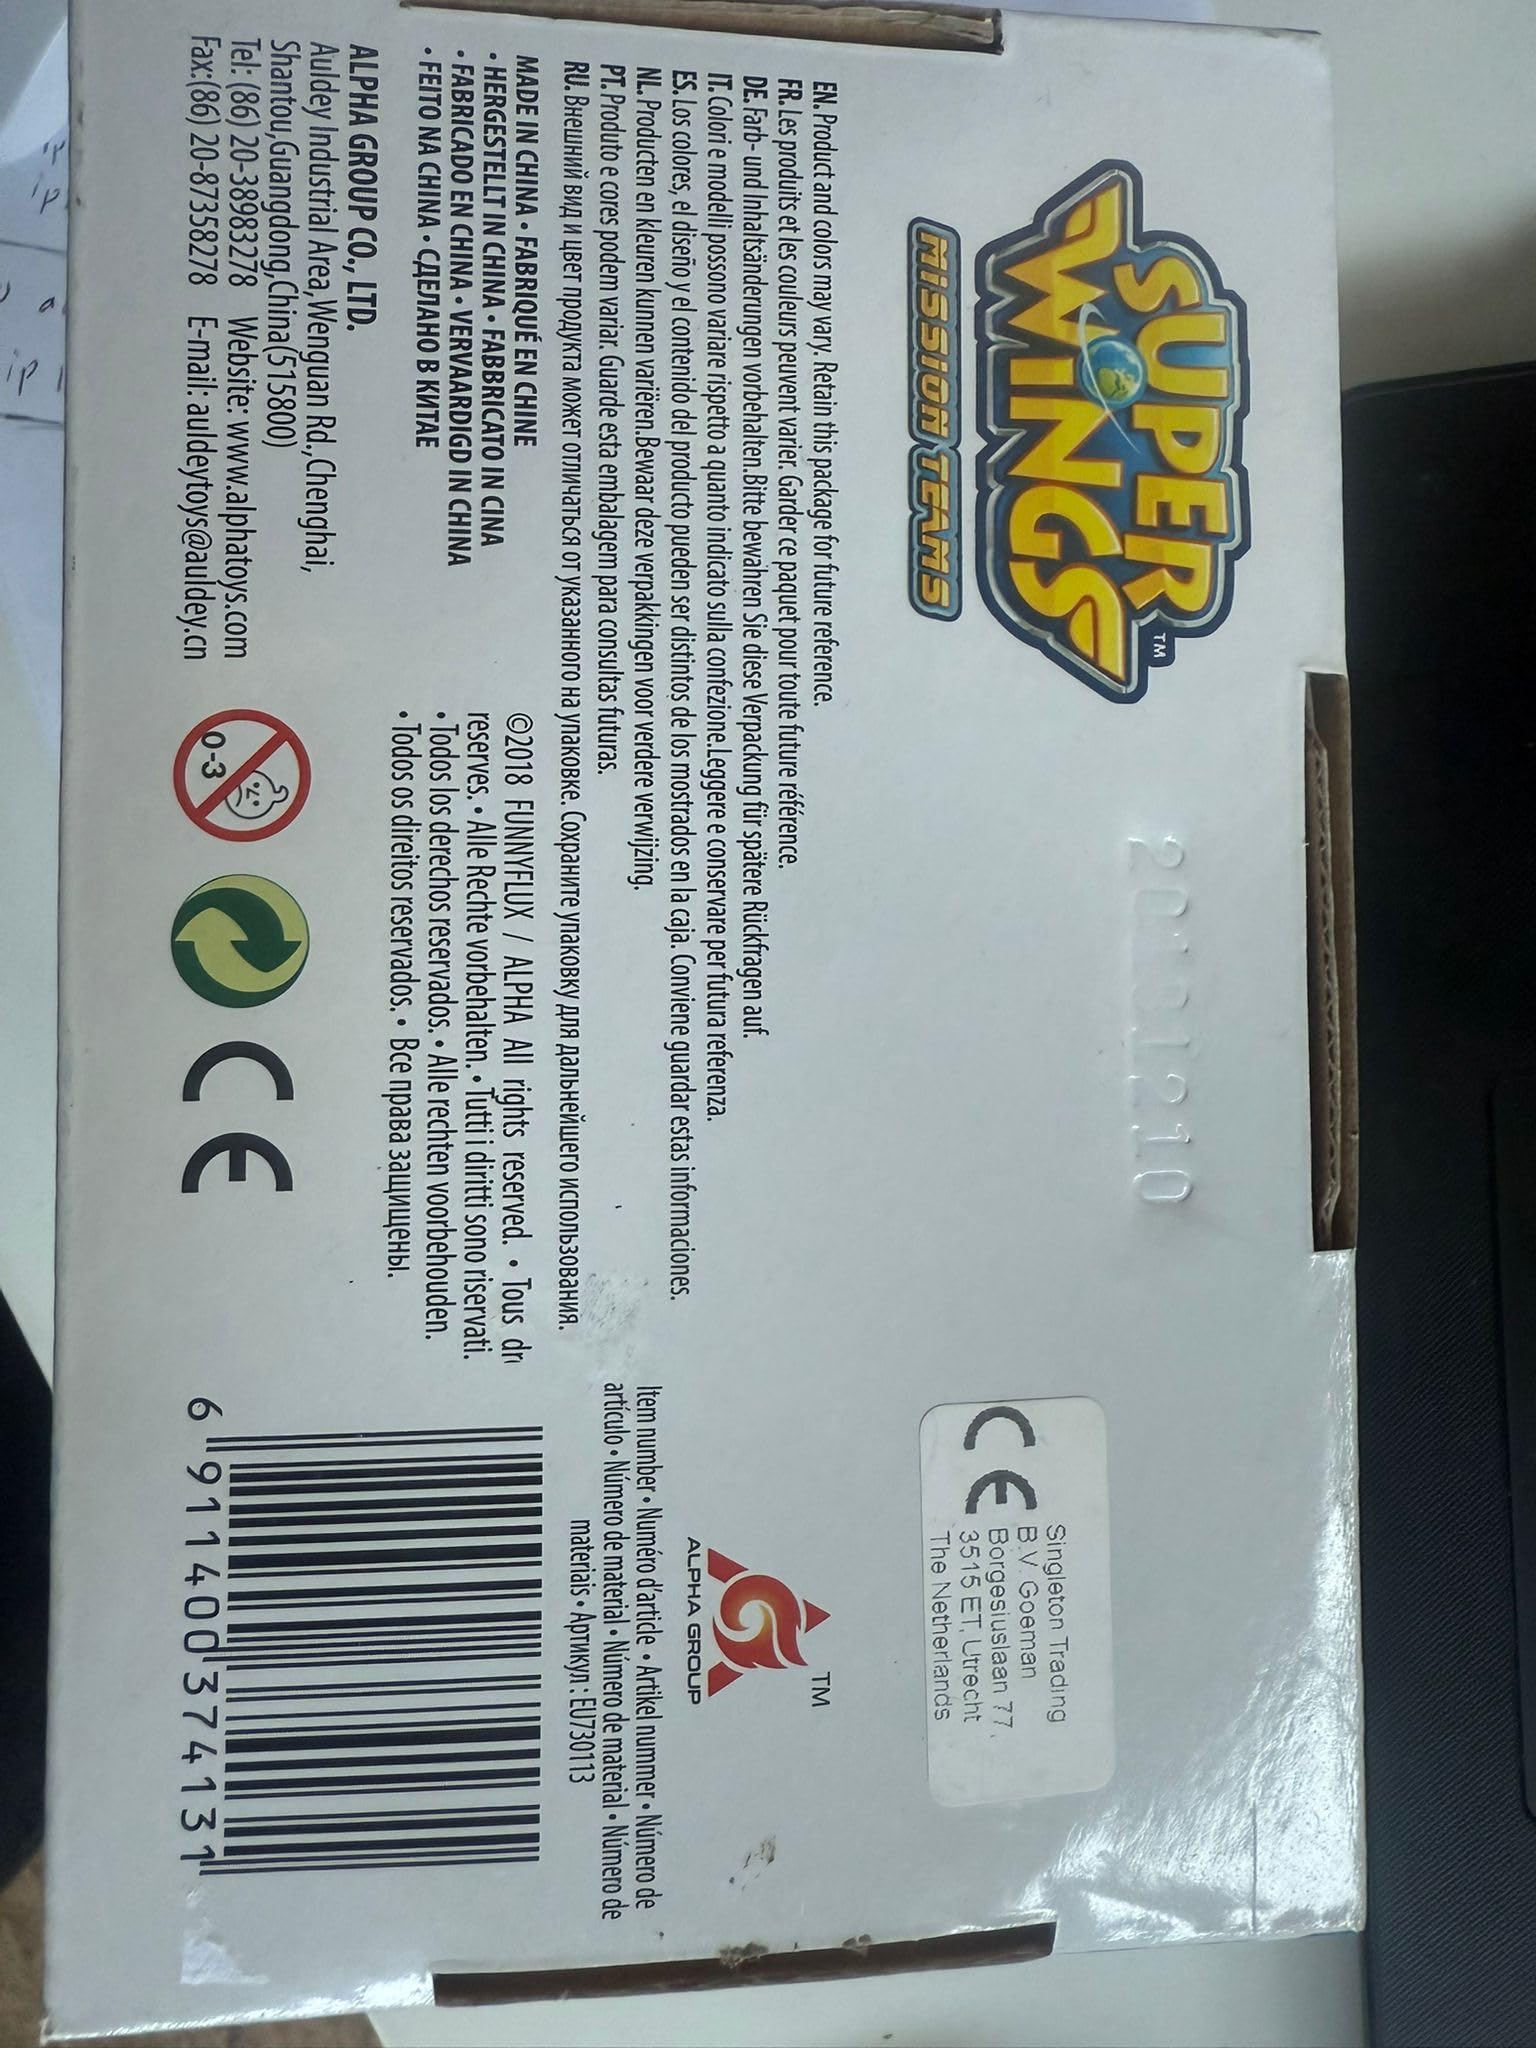 SUPER
WINGS
TM
MISSION TEAMS
EN. Product and colors may vary. Retain this package for future reference.
FR. Les produits et les couleurs peuvent varier. Garder ce paquet pour toute future référence.
DE. Farb- und Inhaltsänderungen vorbehalten.Bitte bewahren Sie diese Verpackung für spätere Rückfragen auf.
IT. Colori e modelli possono variare rispetto a quanto indicato sulla confezione.Leggere e conservare per futura referenza.
ES. Los colores, el diseño y el contenido del producto pueden ser distintos de los mostrados en la caja. Conviene guardar estas informaciones.
NL. Producten en kleuren kunnen variëren.Bewaar deze verpakkingen voor verdere verwijzing.
PT. Produto e cores podem variar. Guarde esta embalagem para consultas futuras.
RU. Внешний вид и цвет продукта может отличаться от указанного на упаковке. Сохраните упаковку для дальнейшего использования.
MADE IN CHINA • FABRIQUÉ EN CHINE
• HERGESTELLT IN CHINA • FABBRICATO IN CINA
• FABRICADO EN CHINA • VERVAARDIGD IN CHINA
• FEITO NA CHINA • СДЕЛАНО В КИТАЕ
ALPHA GROUP CO., LTD.
Auldey Industrial Area,Wenguan Rd.,Chenghai,
Shantou,Guangdong,China(515800)
Tel: (86) 20-38983278 Website: www.alphatoys.com
Fax:(86) 20-87358278 E-mail: auldeytoys@auldey.cn
©2018 FUNNYFLUX / ALPHA All rights reserved. • Tous
reserves. • Alle Rechte vorbehalten. • Tutti i diritti sono riservati.
• Todos los derechos reservados. • Alle rechten voorbehouden.
• Todos os direitos reservados. • Все права защищены.
0-3
CE
CE
Singleton Trading
B.V. Goeman
Borgesiuslaan 77,
3515 ET, Utrecht
The Netherlands
TM
ALPHA GROUP
Item number • Numéro d'article • Artikel nummer • Número de
artículo • Número de material • Número de material • Número de
materiais • Артикул : EU730113
6 911400 374131